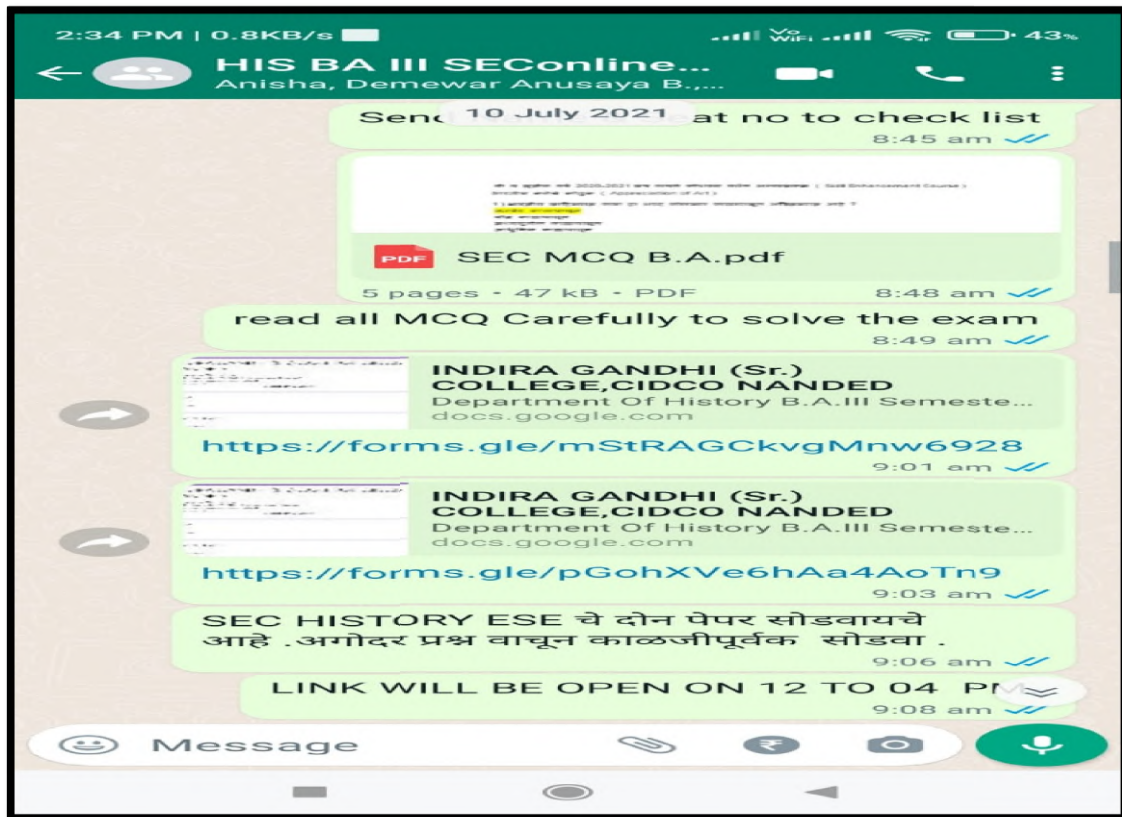 2:34 PM | 0.8KB/s
Vo WiFi 43%
HIS BA III SEConline...
Anisha, Demewar Anusaya B.,...
10 July 2021
at no to check list
8:45 am
PDF SEC MCQ B.A.pdf
5 pages • 47 kB • PDF 8:48 am
read all MCQ Carefully to solve the exam
8:49 am
INDIRA GANDHI (Sr.)
COLLEGE,CIDCO NANDED
Department Of History B.A.III Semeste...
docs.google.com
https://forms.gle/mStRAGCkvgMnw6928
9:01 am
INDIRA GANDHI (Sr.)
COLLEGE,CIDCO NANDED
Department Of History B.A.III Semeste...
docs.google.com
https://forms.gle/pGohXVe6hAa4AoTn9
9:03 am
SEC HISTORY ESE चे दोन पेपर सोडवायचे
आहे .अगोदर प्रश्न वाचून काळजीपूर्वक सोडवा .
9:06 am
LINK WILL BE OPEN ON 12 TO 04 PM
9:08 am
Message